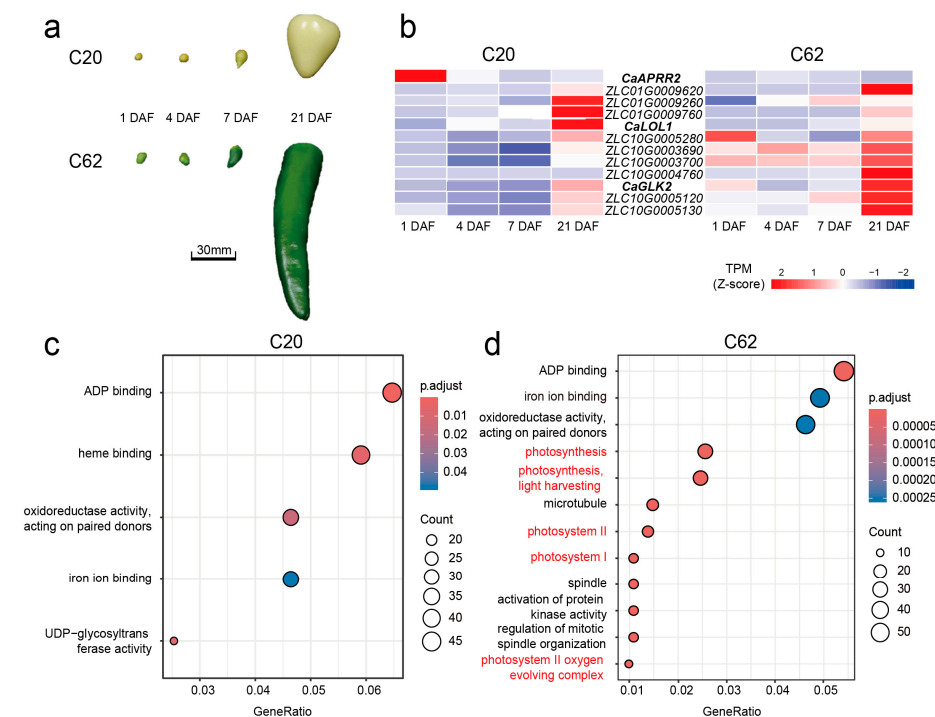 a
C20
1 DAF 4 DAF 7 DAF 21 DAF
C62
30mm
b
C20 C62
CaAPRR2
ZLC01G0009620
ZLC01G0009260
ZLC01G0009760
CaLOL1
ZLC10G0005280
ZLC10G0003690
ZLC10G0003700
ZLC10G0004760
CaGLK2
ZLC10G0005120
ZLC10G0005130
1 DAF 4 DAF 7 DAF 21 DAF 1 DAF 4 DAF 7 DAF 21 DAF
TPM
(Z-score)
2 1 0 −1 −2
c
C20
ADP binding
heme binding
oxidoreductase activity,
acting on paired donors
iron ion binding
UDP−glycosyltrans
ferase activity
0.03 0.04 0.05 0.06
GeneRatio
p.adjust
0.01
0.02
0.03
0.04
Count
20
25
30
35
40
45
d
C62
ADP binding
iron ion binding
oxidoreductase activity,
acting on paired donors
photosynthesis
photosynthesis,
light harvesting
microtubule
photosystem II
photosystem I
spindle
activation of protein
kinase activity
regulation of mitotic
spindle organization
photosystem II oxygen
evolving complex
0.01 0.02 0.03 0.04 0.05
GeneRatio
p.adjust
0.00005
0.00010
0.00015
0.00020
0.00025
Count
10
20
30
40
50